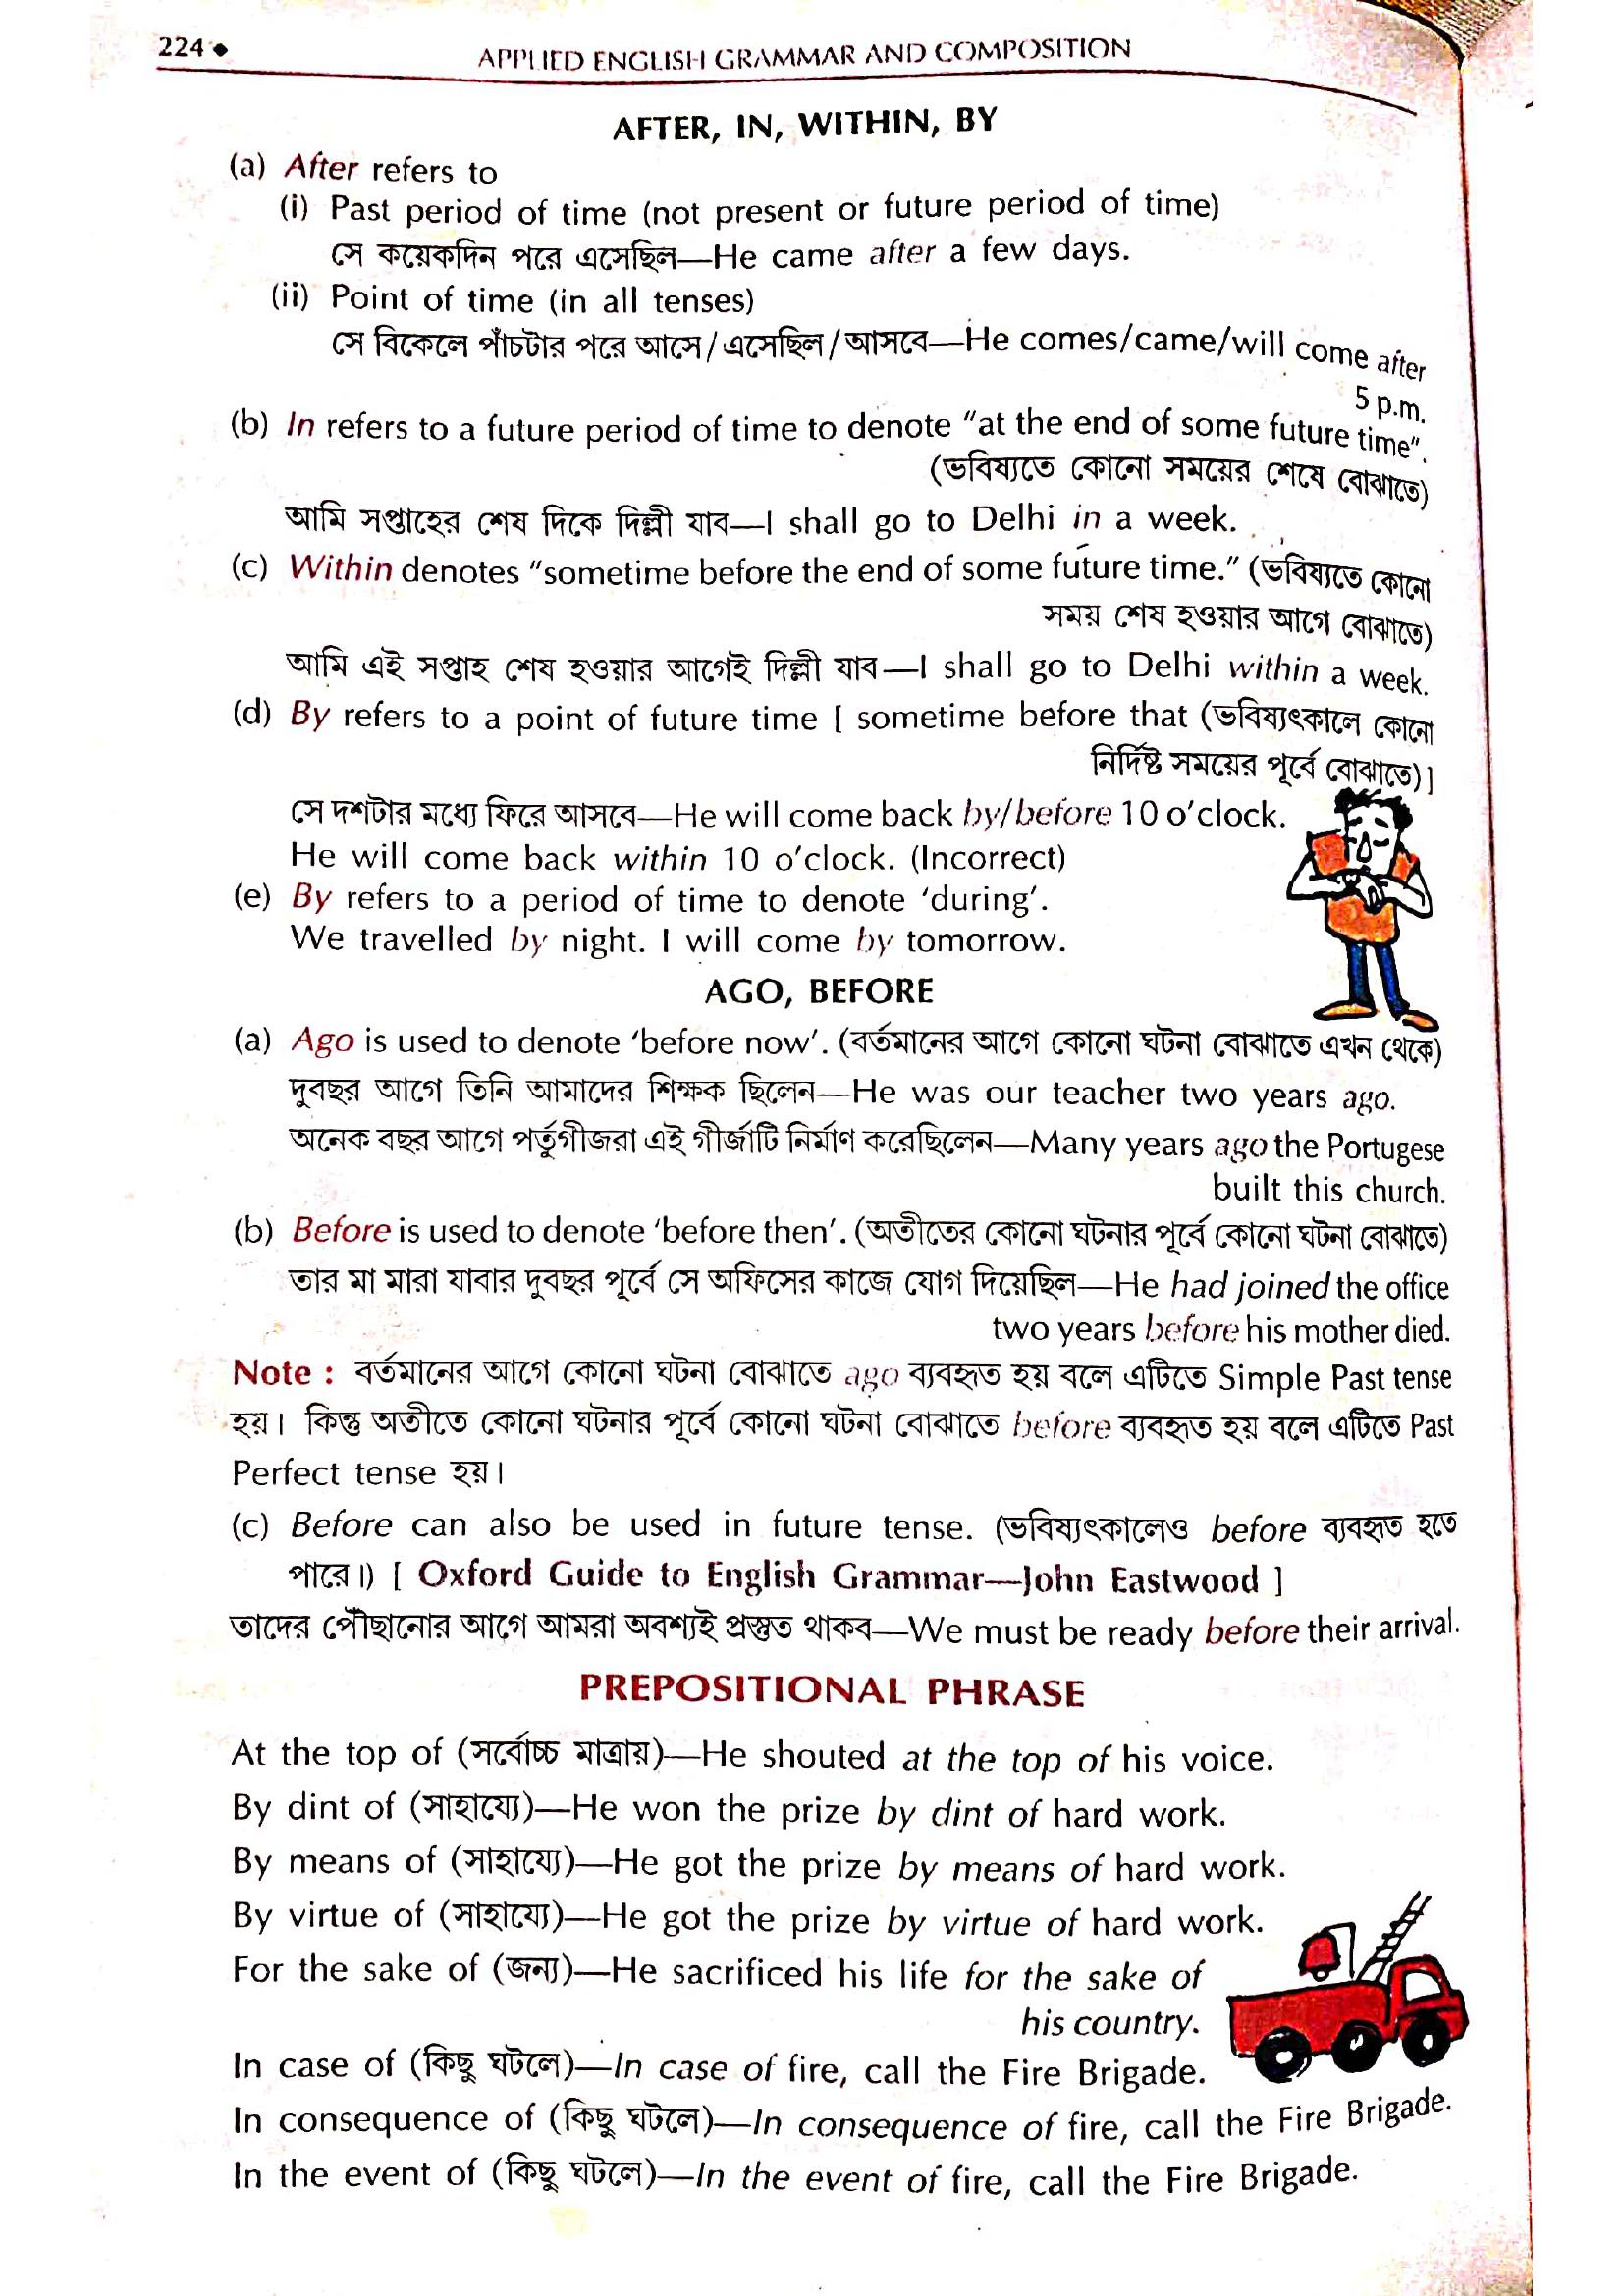 224◆ APPLIED ENGLISH GRAMMAR AND COMPOSITION
AFTER, IN, WITHIN, BY
(a) After refers to
(i) Past period of time (not present or future period of time)
সে কয়েকদিন পরে এসেছিল—He came after a few days.
(ii) Point of time (in all tenses)
সে বিকেলে পাঁচটার পরে আসে/এসেছিল/আসবে—He comes/came/will come after
5 p.m.
(b) In refers to a future period of time to denote "at the end of some future time".
(ভবিষ্যতে কোনো সময়ের শেষে বোঝাতে)
আমি সপ্তাহের শেষ দিকে দিল্লী যাব—I shall go to Delhi in a week.
(c) Within denotes "sometime before the end of some future time." (ভবিষ্যতে কোনো
সময় শেষ হওয়ার আগে বোঝাতে)
আমি এই সপ্তাহ শেষ হওয়ার আগেই দিল্লী যাব—I shall go to Delhi within a week.
(d) By refers to a point of future time [ sometime before that (ভবিষ্যৎকালে কোনো
নির্দিষ্ট সময়ের পূর্বে বোঝাতে)]
সে দশটার মধ্যে ফিরে আসবে—He will come back by/before 10 o'clock.
He will come back within 10 o'clock. (Incorrect)
(e) By refers to a period of time to denote 'during'.
We travelled by night. I will come by tomorrow.
AGO, BEFORE
(a) Ago is used to denote 'before now'. (বর্তমানের আগে কোনো ঘটনা বোঝাতে এখন থেকে)
দুবছর আগে তিনি আমাদের শিক্ষক ছিলেন—He was our teacher two years ago.
অনেক বছর আগে পর্তুগীজরা এই গীর্জাটি নির্মাণ করেছিলেন—Many years ago the Portugese
built this church.
(b) Before is used to denote 'before then'. (অতীতের কোনো ঘটনার পূর্বে কোনো ঘটনা বোঝাতে)
তার মা মারা যাবার দুবছর পূর্বে সে অফিসের কাজে যোগ দিয়েছিল—He had joined the office
two years before his mother died.
Note : বর্তমানের আগে কোনো ঘটনা বোঝাতে ago ব্যবহৃত হয় বলে এটিতে Simple Past tense
হয়। কিন্তু অতীতে কোনো ঘটনার পূর্বে কোনো ঘটনা বোঝাতে before ব্যবহৃত হয় বলে এটিতে Past
Perfect tense হয়।
(c) Before can also be used in future tense. (ভবিষ্যৎকালেও before ব্যবহৃত হতে
পারে।) [ Oxford Guide to English Grammar—John Eastwood ]
তাদের পৌঁছানোর আগে আমরা অবশ্যই প্রস্তুত থাকব—We must be ready before their arrival.
PREPOSITIONAL PHRASE
At the top of (সর্বোচ্চ মাত্রায়)—He shouted at the top of his voice.
By dint of (সাহায্যে)—He won the prize by dint of hard work.
By means of (সাহায্যে)—He got the prize by means of hard work.
By virtue of (সাহায্যে)—He got the prize by virtue of hard work.
For the sake of (জন্য)—He sacrificed his life for the sake of
his country.
In case of (কিছু ঘটলে)—In case of fire, call the Fire Brigade.
In consequence of (কিছু ঘটলে)—In consequence of fire, call the Fire Brigade.
In the event of (কিছু ঘটলে)—In the event of fire, call the Fire Brigade.